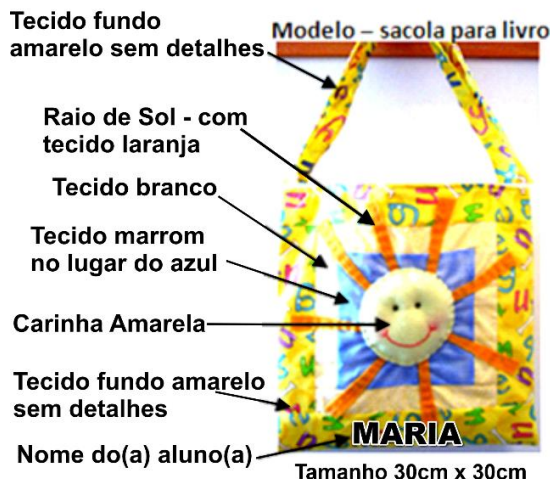 Tecido fundo
amarelo sem detalhes
Modelo – sacola para livro
Raio de Sol - com
tecido laranja
Tecido branco
Tecido marrom
no lugar do azul
Carinha Amarela
Tecido fundo amarelo
sem detalhes
Nome do(a) aluno(a)
MARIA
Tamanho 30cm x 30cm